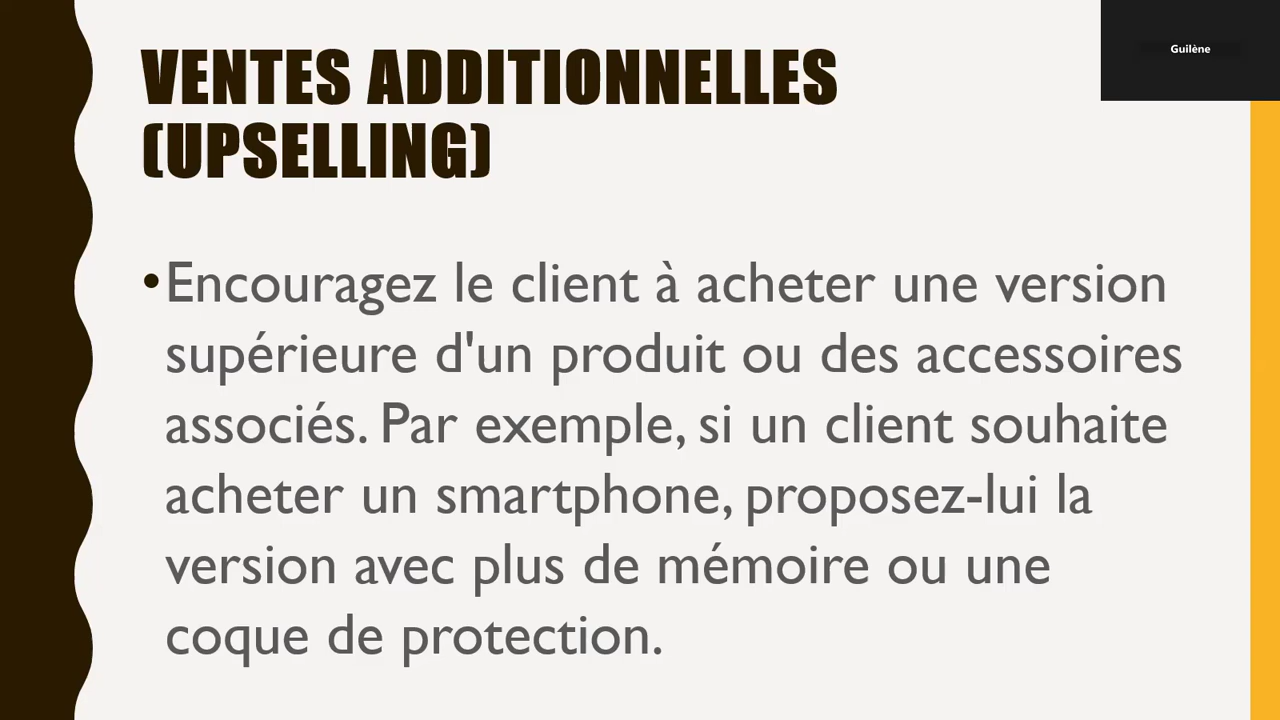 VENTES ADDITIONNELLES
(UPSELLING)
Guilène
•Encouragez le client à acheter une version
supérieure d'un produit ou des accessoires
associés. Par exemple, si un client souhaite
acheter un smartphone, proposez-lui la
version avec plus de mémoire ou une
coque de protection.